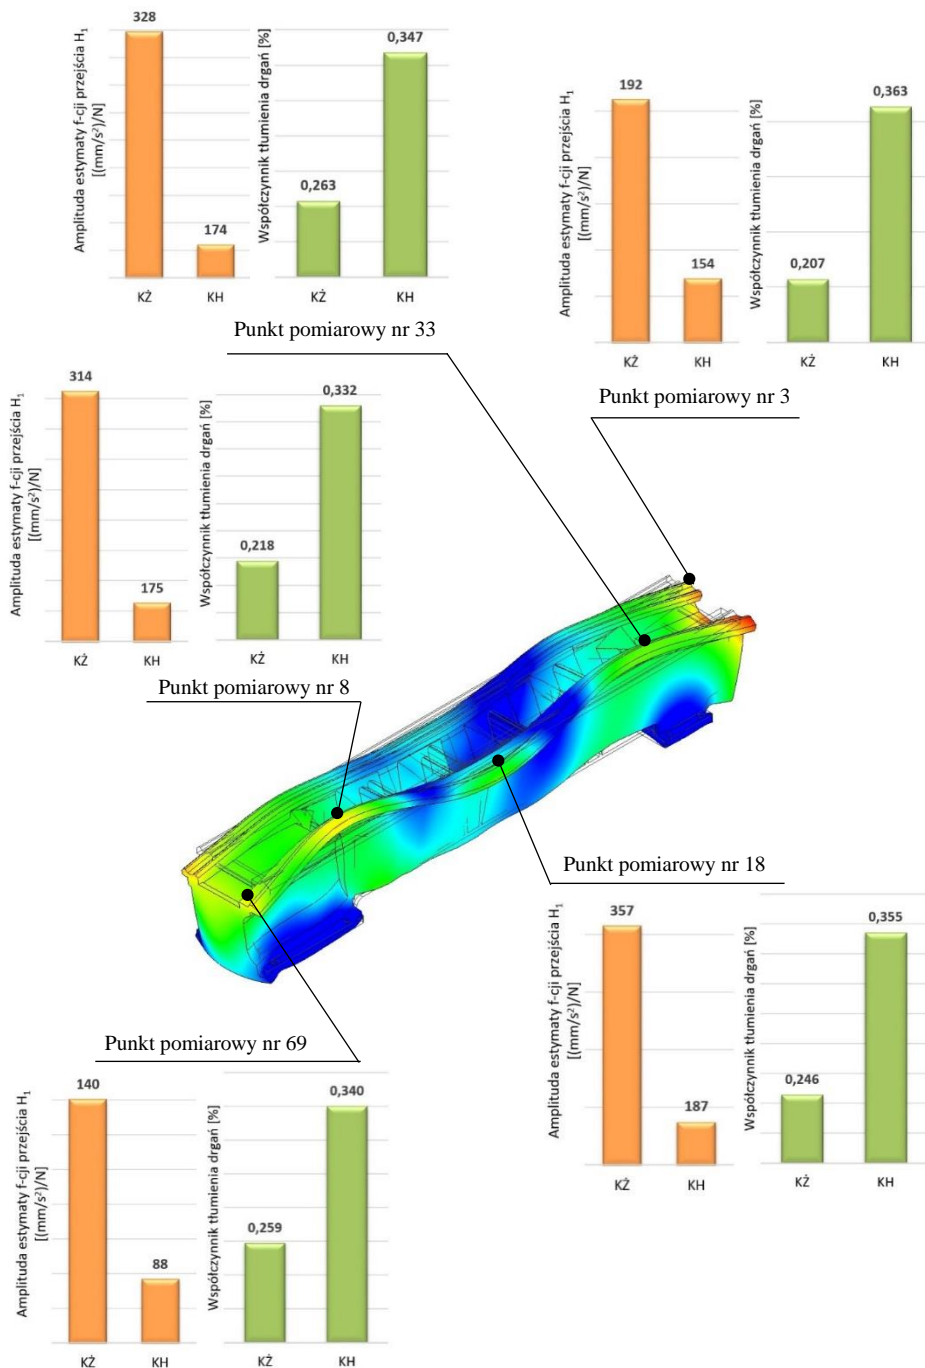 328
Amplituda estymaty f-cji przejścia H₁
[(mm/s²)/N]
174
KŻ
KH
0,347
Współczynnik tłumienia drgań [%]
0,263
KŻ
KH
192
Amplituda estymaty f-cji przejścia H₁
[(mm/s²)/N]
154
KŻ
KH
0,363
Współczynnik tłumienia drgań [%]
0,207
KŻ
KH
Punkt pomiarowy nr 33
Punkt pomiarowy nr 3
314
Amplituda estymaty f-cji przejścia H₁
[(mm/s²)/N]
175
KŻ
KH
0,332
Współczynnik tłumienia drgań [%]
0,218
KŻ
KH
Punkt pomiarowy nr 8
Punkt pomiarowy nr 18
357
Amplituda estymaty f-cji przejścia H₁
[(mm/s²)/N]
187
KŻ
KH
0,355
Współczynnik tłumienia drgań [%]
0,246
KŻ
KH
Punkt pomiarowy nr 69
140
Amplituda estymaty f-cji przejścia H₁
[(mm/s²)/N]
88
KŻ
KH
0,340
Współczynnik tłumienia drgań [%]
0,259
KŻ
KH